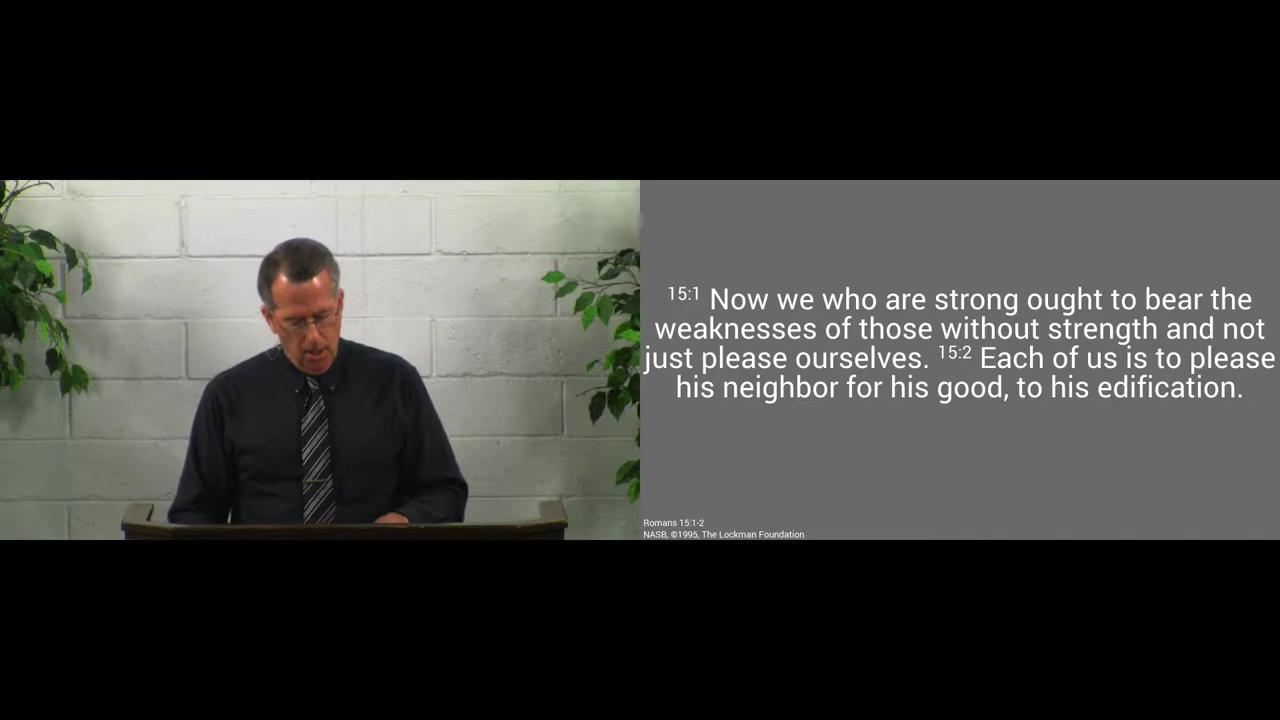 15:1 Now we who are strong ought to bear the
weaknesses of those without strength and not
just please ourselves. 15:2 Each of us is to please
his neighbor for his good, to his edification.
Romans 15:1-2
NASB, ©1995, The Lockman Foundation